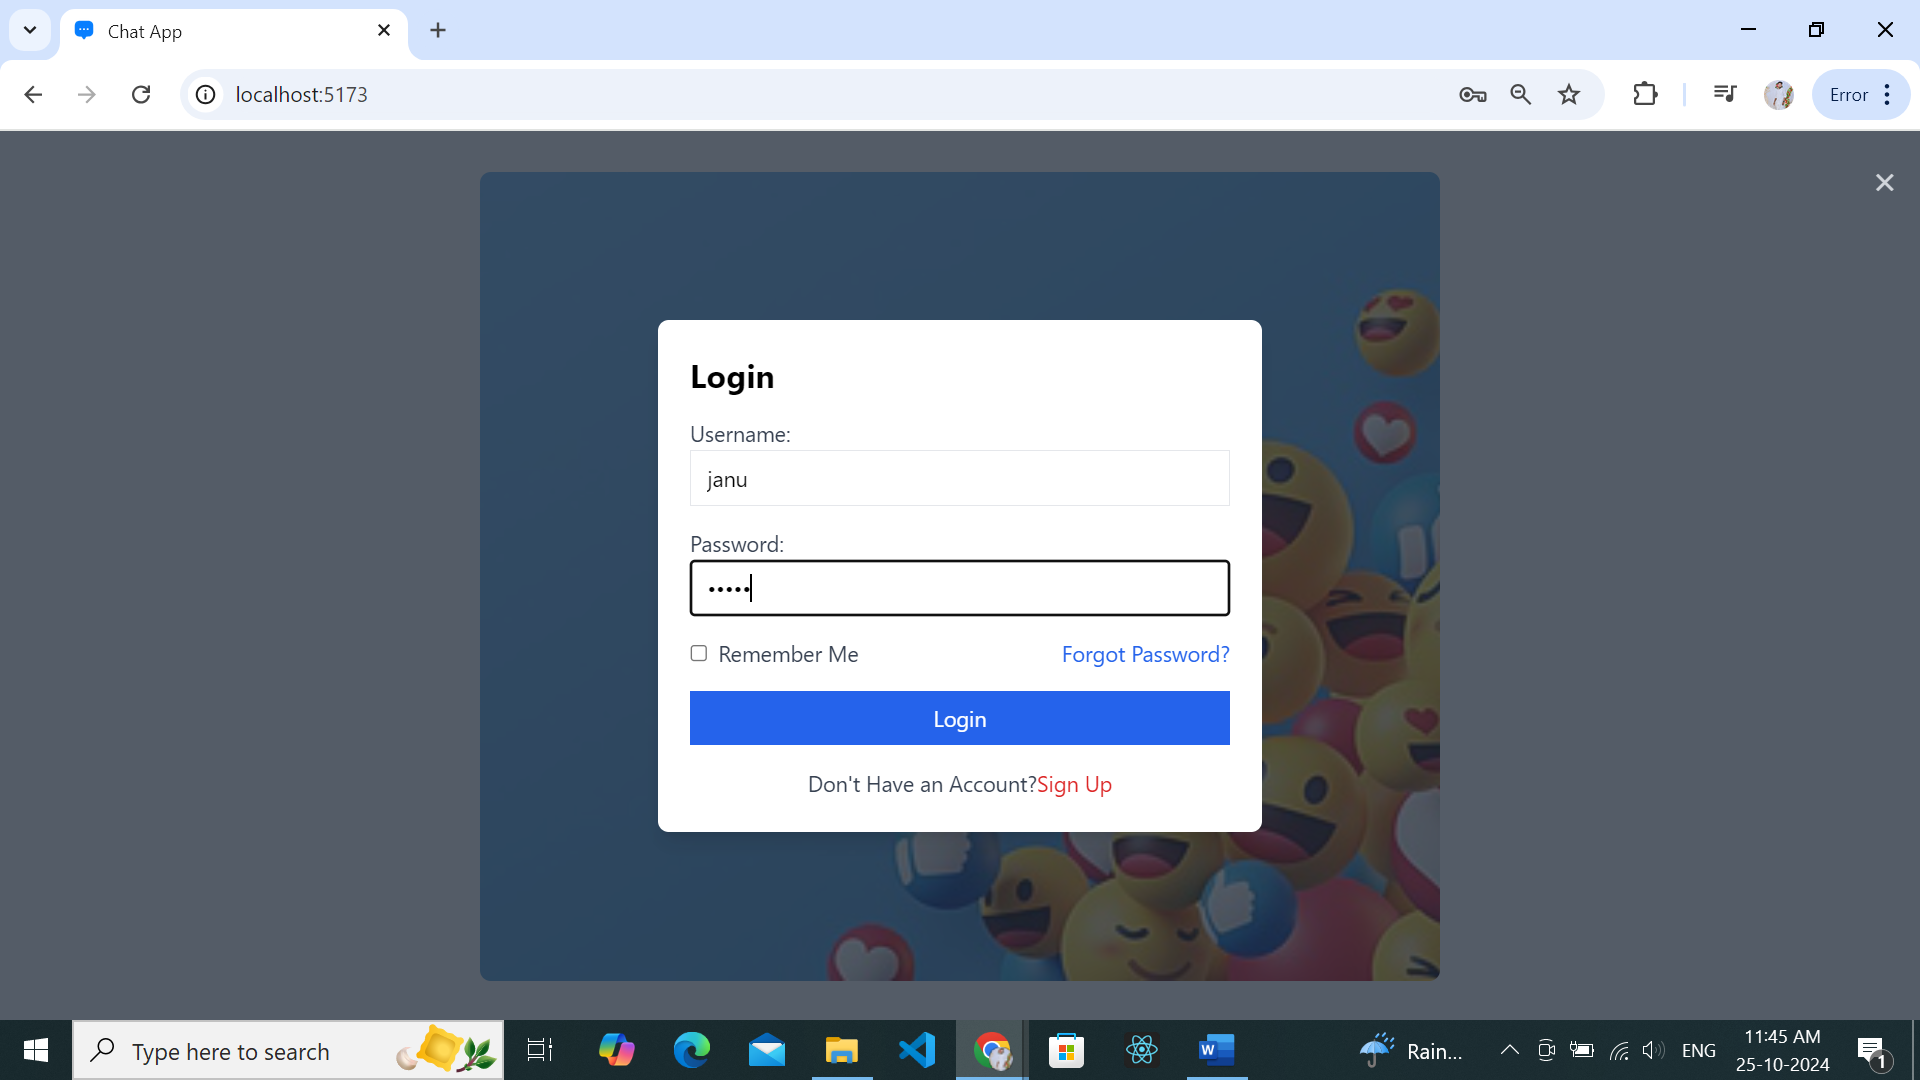 Chat App
localhost:5173
Error
Login
Username:
janu
Password:
•••••
Remember Me
Forgot Password?
Login
Don't Have an Account?Sign Up
Type here to search
Rain...
ENG
11:45 AM
25-10-2024
1